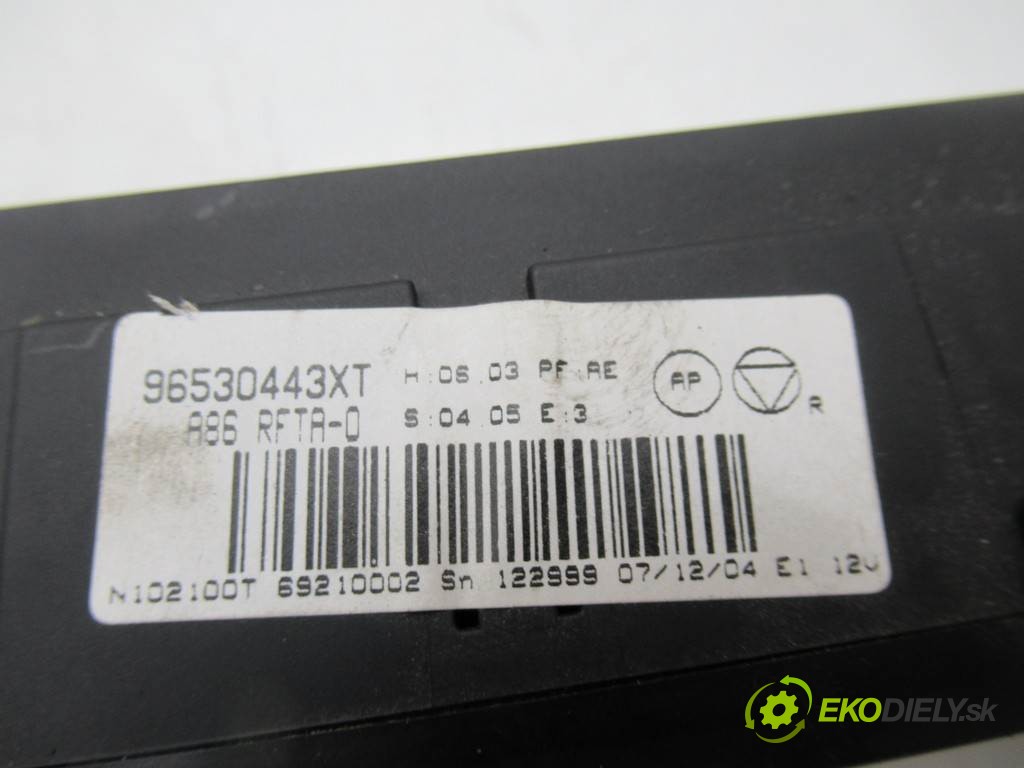 96530443XT H:06.03 PF:AE AP
A86 RFTA-0 S:04.05 E:3 R
N102100T 69210002 Sn 122999 07/12/04 E1 12V
EKODIELY.sk